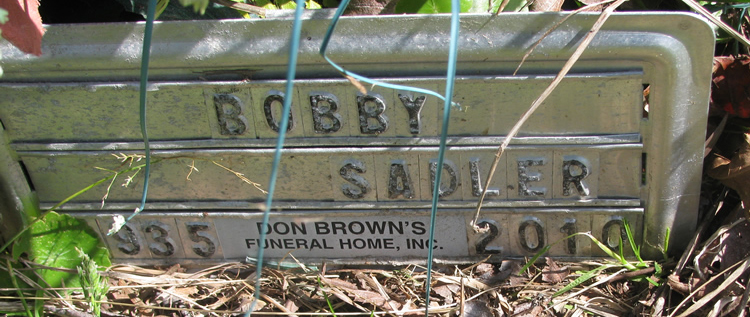 BOBBY
SADLER
935 DON BROWN'S 2010
FUNERAL HOME, INC.